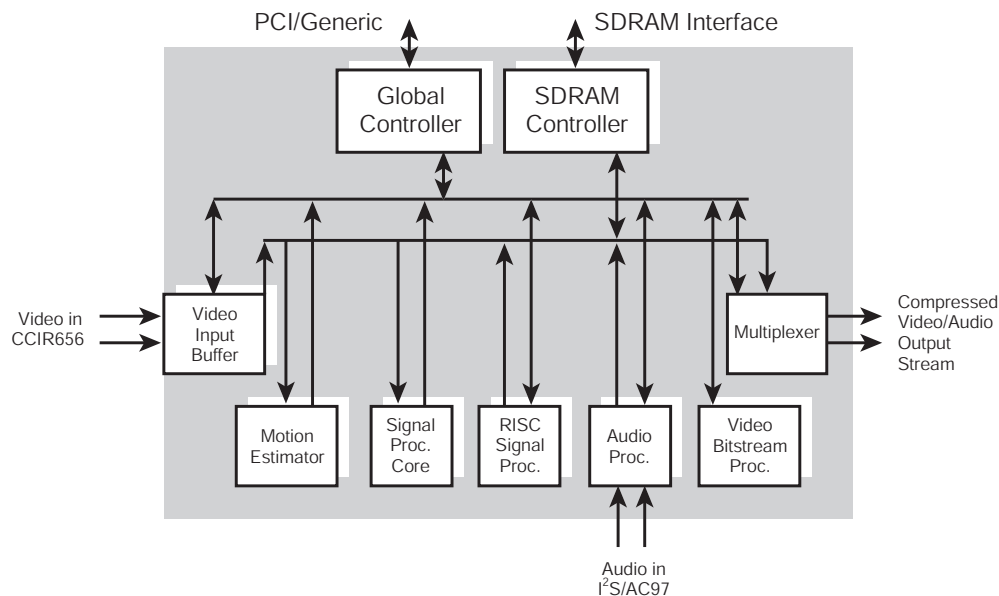 PCI/Generic
SDRAM Interface
Global
Controller
SDRAM
Controller
Video in
CCIR656
Video
Input
Buffer
Multiplexer
Compressed
Video/Audio
Output
Stream
Motion
Estimator
Signal
Proc.
Core
RISC
Signal
Proc.
Audio
Proc.
Video
Bitstream
Proc.
Audio in
I²S/AC97